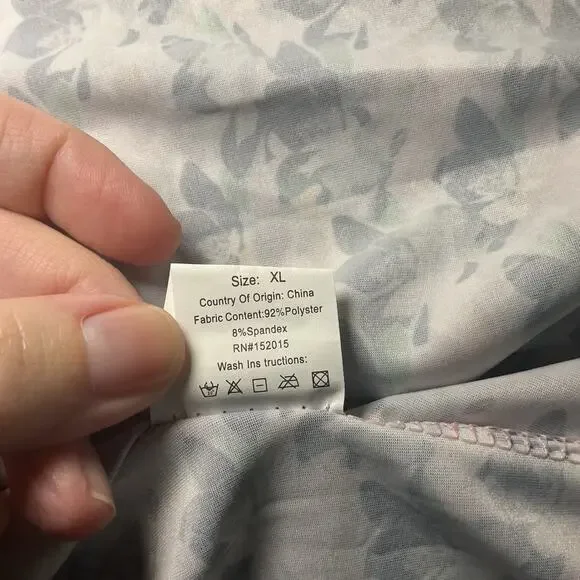 Size: XL
Country Of Origin: China
Fabric Content:92%Polyster
8%Spandex
RN#152015
Wash Ins tructions: